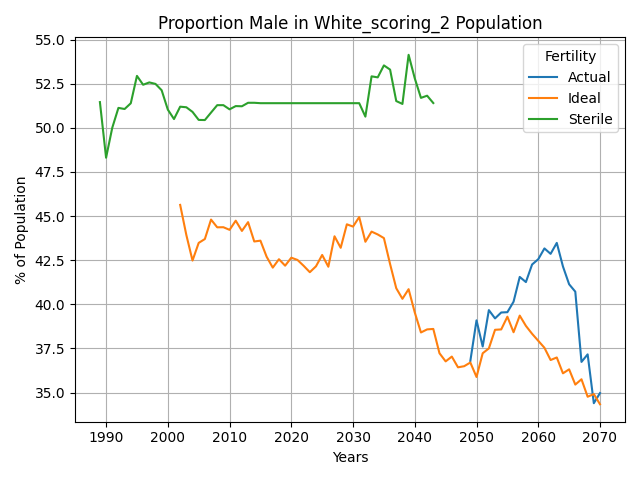 Proportion Male in White_scoring_2 Population
% of Population
55.0
52.5
50.0
47.5
45.0
42.5
40.0
37.5
35.0
Fertility
Actual
Ideal
Sterile
1990 2000 2010 2020 2030 2040 2050 2060 2070
Years